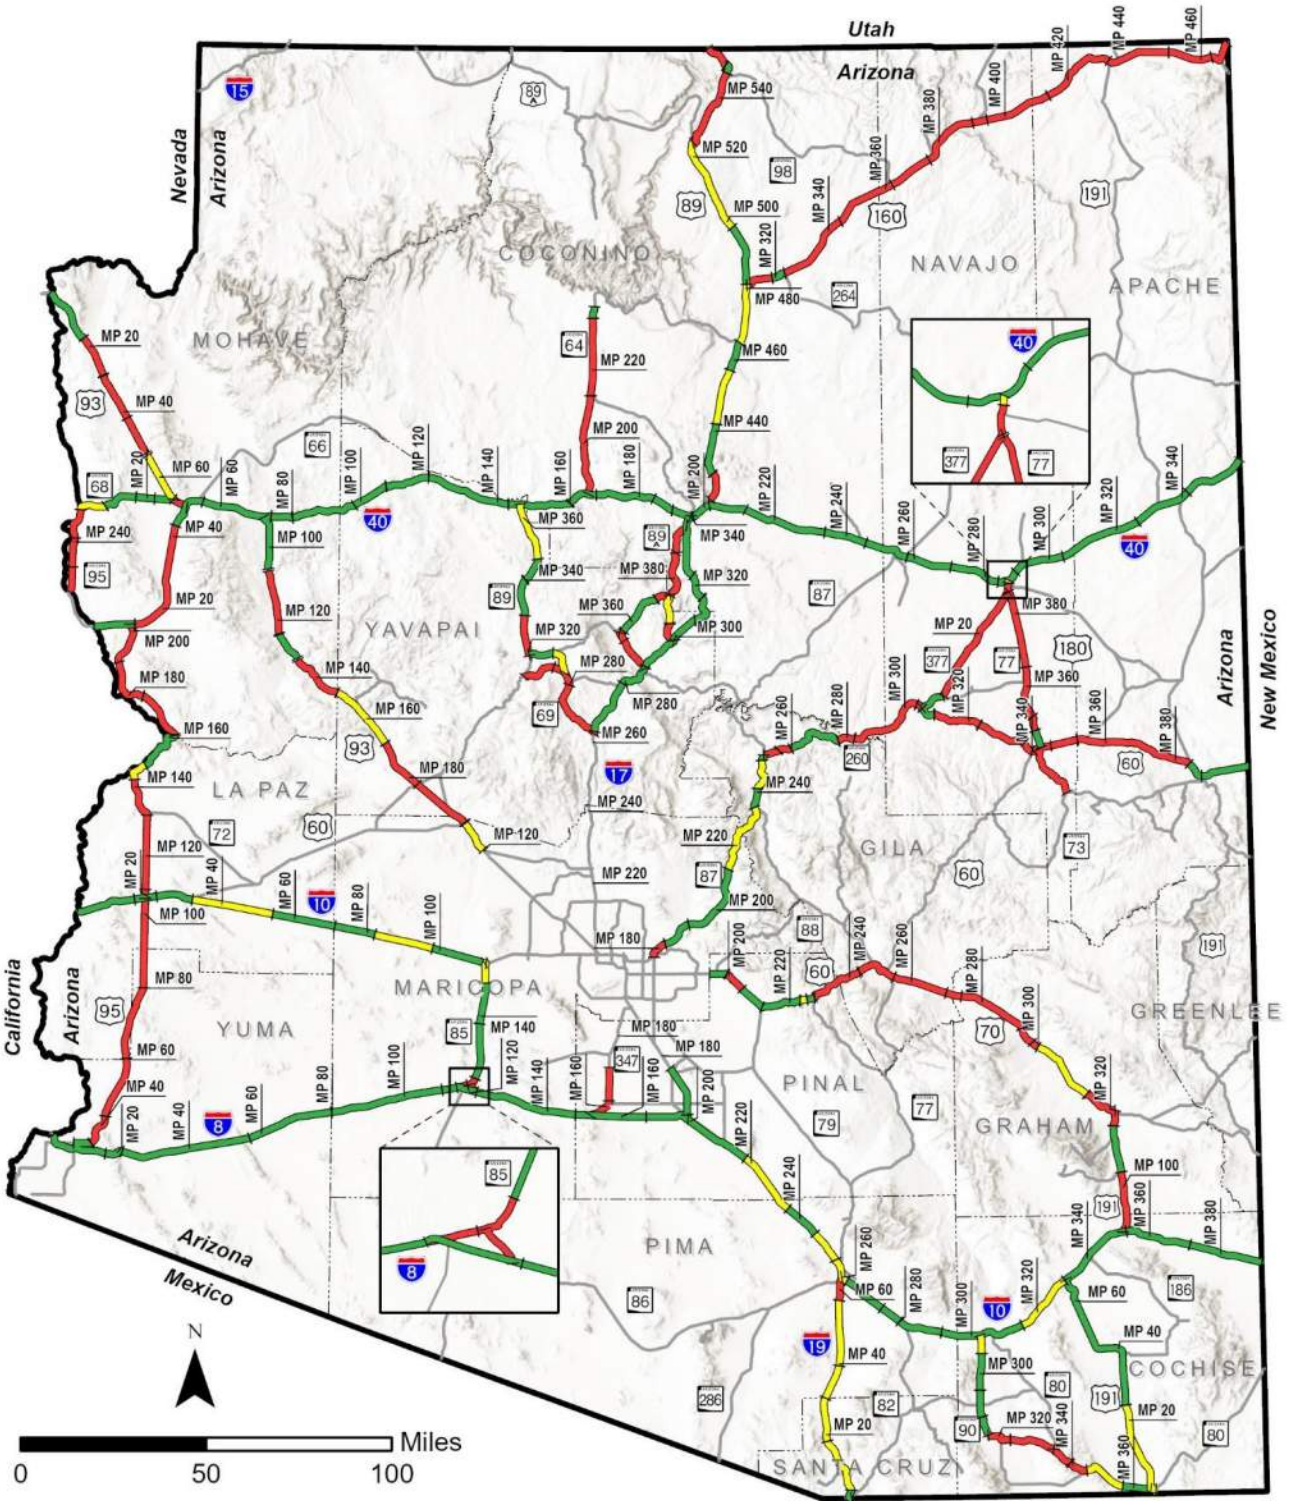 Utah
Arizona
MP 420
MP 440
MP 460
15
89
A
MP 540
MP 400
MP 380
Nevada
Arizona
MP 520
98
MP 360
89
MP 500
MP 340
160
191
MP 320
COCONINO
NAVAJO
APACHE
MP 480
264
MOHAVE
MP 20
64
MP 220
MP 460
40
93
MP 40
MP 440
377
77
66
MP 200
68
MP 20
MP 60
MP 60
MP 80
MP 100
MP 120
MP 140
MP 160
MP 180
MP 200
MP 220
MP 240
MP 260
MP 280
MP 300
MP 320
MP 340
40
40
MP 240
MP 40
MP 100
MP 360
89
A
MP 340
95
MP 340
MP 380
MP 320
89
87
MP 380
MP 20
MP 120
MP 360
MP 20
MP 200
YAVAPAI
MP 320
MP 300
377
77
180
Arizona
New Mexico
MP 180
MP 140
MP 280
MP 280
MP 300
MP 320
MP 360
MP 160
MP 160
69
MP 260
MP 260
MP 280
MP 340
MP 360
MP 380
93
260
60
MP 140
LA PAZ
MP 180
17
MP 240
MP 240
72
60
MP 120
MP 220
GILA
73
MP 120
MP 20
MP 40
MP 60
10
MP 80
MP 100
MP 220
87
60
MP 200
MP 100
MP 180
MP 200
88
MP 240
MP 260
191
60
MP 220
MP 280
MP 80
MARICOPA
95
YUMA
85
MP 140
MP 180
70
MP 300
GREENLEE
California
Arizona
MP 60
MP 100
MP 120
347
MP 180
MP 320
MP 40
MP 80
MP 140
MP 160
MP 160
MP 200
PINAL
77
MP 20
MP 40
8
MP 60
MP 220
79
GRAHAM
MP 240
MP 100
85
191
MP 360
MP 340
MP 380
Arizona
Mexico
PIMA
MP 260
8
MP 280
MP 320
MP 60
MP 60
186
86
MP 300
10
N
19
MP 40
MP 300
MP 40
COCHISE
286
82
80
191
MP 20
MP 20
90
MP 320
MP 340
80
MP 360
SANTA CRUZ
Miles
0
50
100